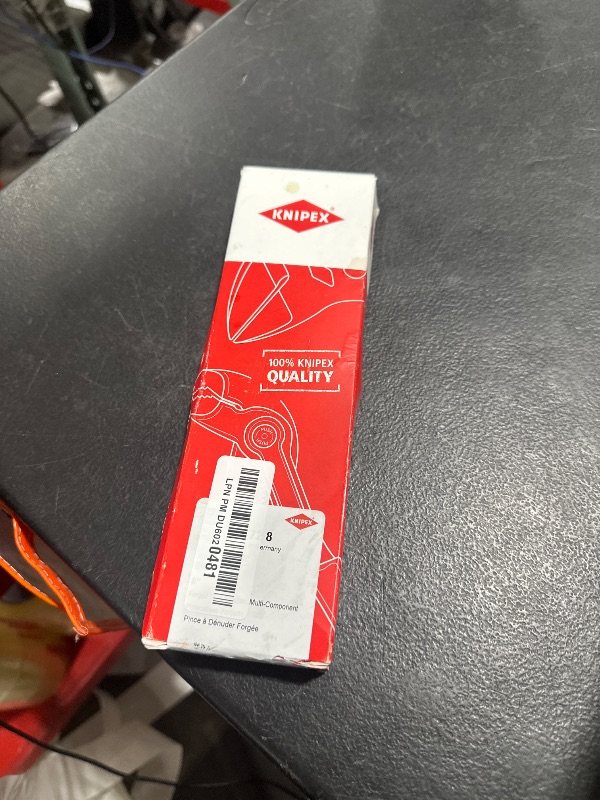 KNIPEX
100% KNIPEX
QUALITY
LPN PM DU6020481
KNIPEX
8
ermany
Multi-Component
Pince à Dénuder Forgée